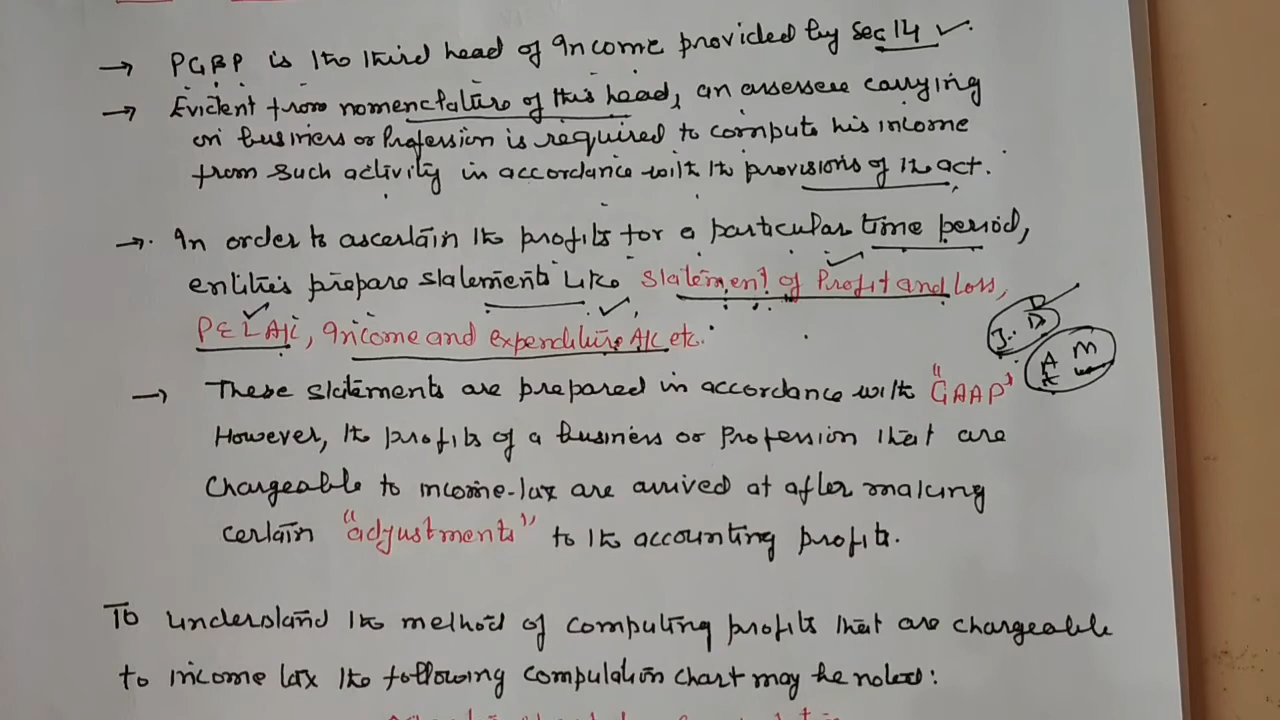 → PGBP is the third head of Income provided by Sec 14 ✓.
→ Evident from nomenclature of this head, an assessee carrying
on business or Profession is required to compute his income
from such activity in accordance with the provisions of the act.
→ In order to ascertain the profits for a particular time period,
entities prepare statements like Statement of Profit and Loss,
P&L A/c, Income and expenditure A/c etc.
→ These statements are prepared in accordance with "GAAP"
However, the profits of a business or Profession that are
chargeable to income-tax are arrived at after making
certain "adjustments" to the accounting profits.
To understand the method of computing profits that are chargeable
to income tax the following computation chart may be noted: